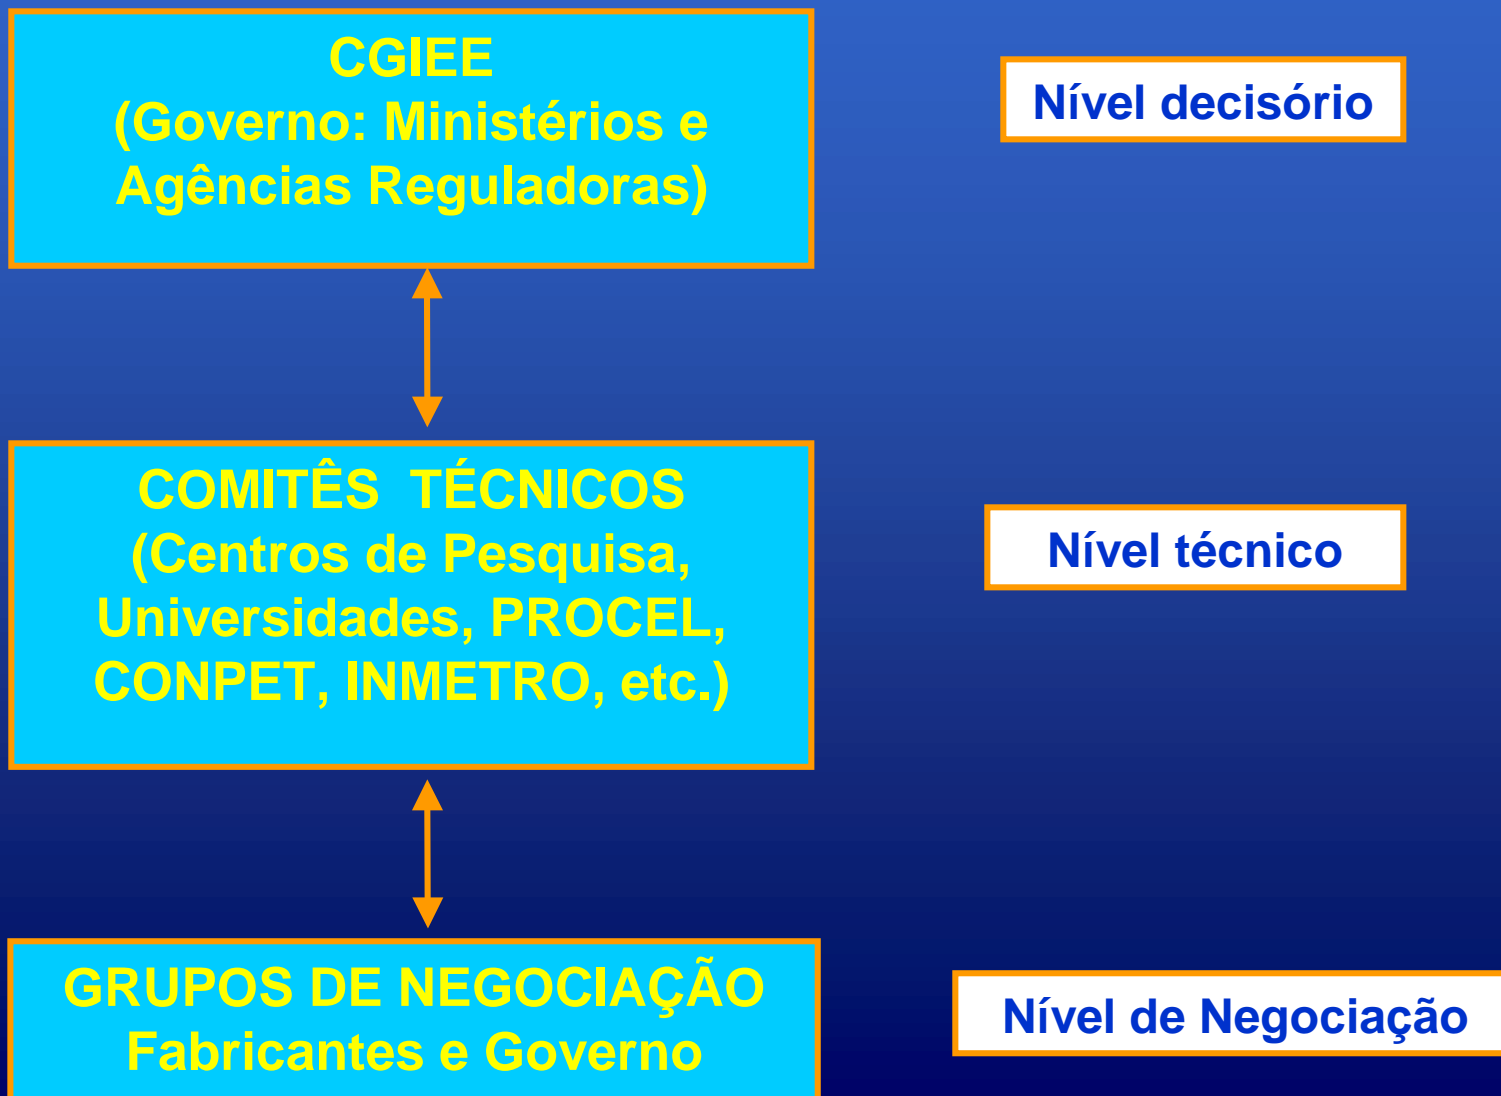 CGIEE
(Governo: Ministérios e
Agências Reguladoras)
Nível decisório
COMITÊS TÉCNICOS
(Centros de Pesquisa,
Universidades, PROCEL,
CONPET, INMETRO, etc.)
Nível técnico
GRUPOS DE NEGOCIAÇÃO
Fabricantes e Governo
Nível de Negociação